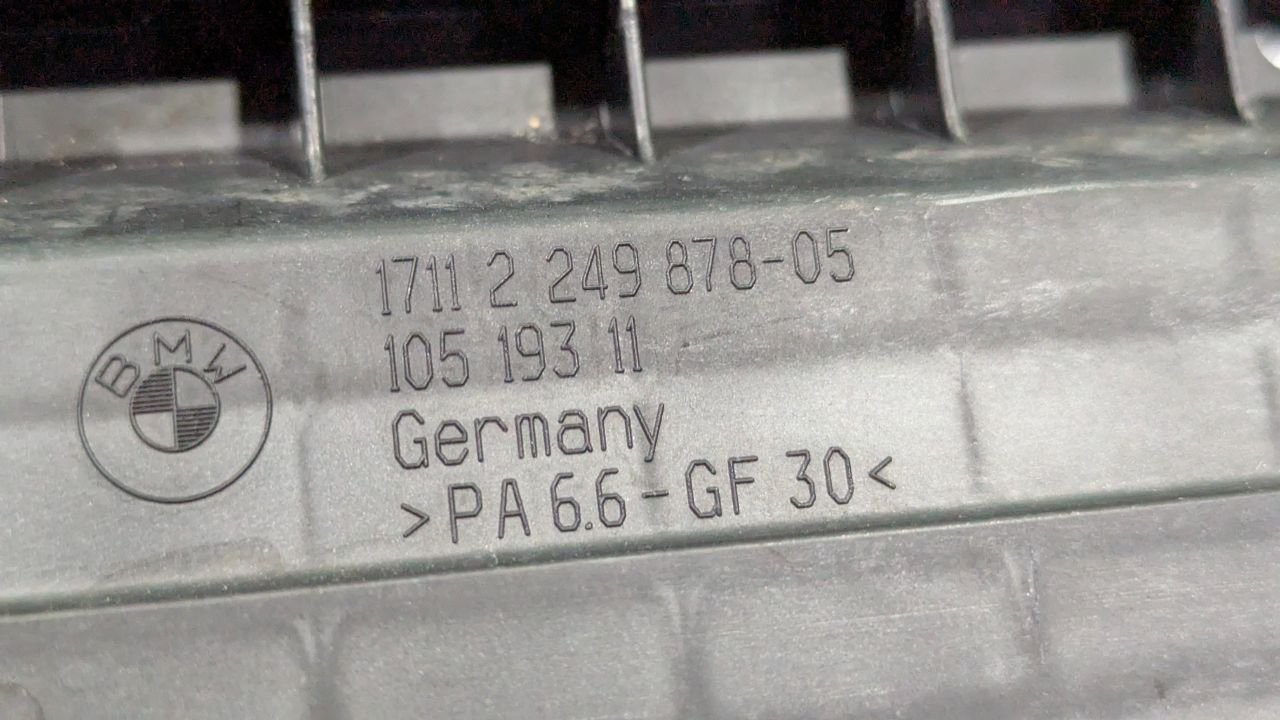 BMW
1711 2 249 878-05
105 193 11
Germany
>PA 6.6-GF 30<